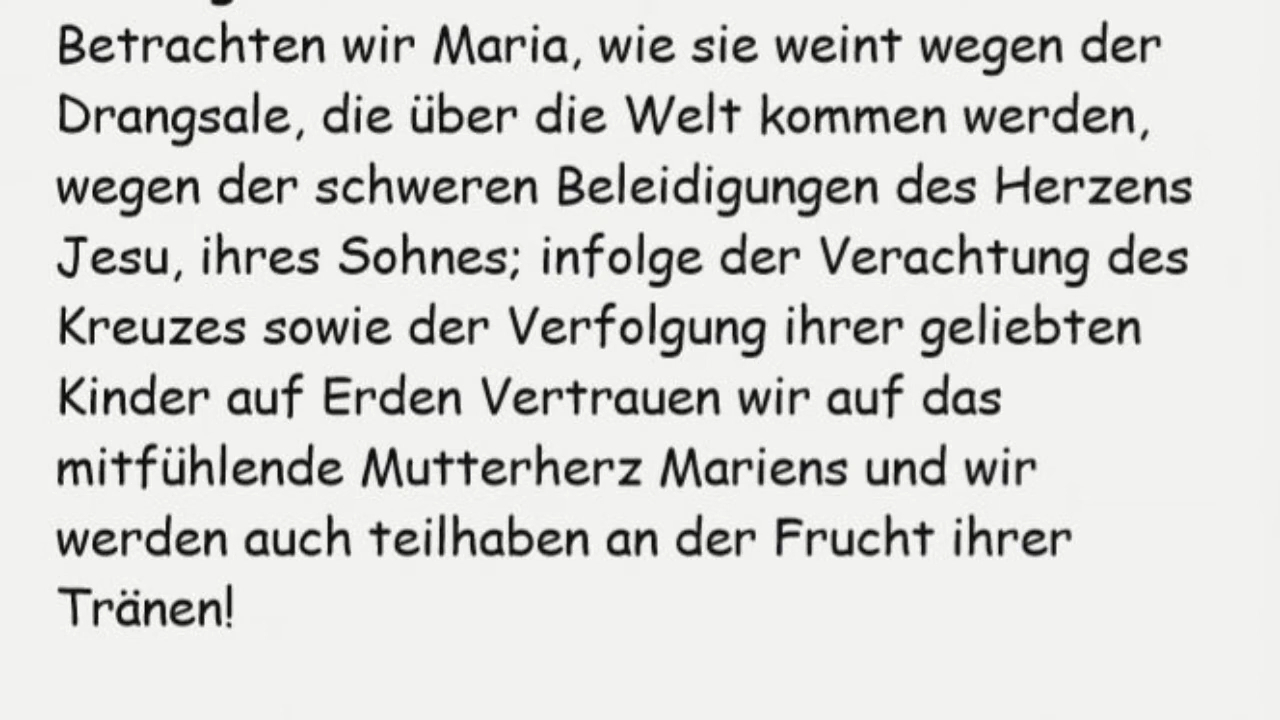 Betrachten wir Maria, wie sie weint wegen der
Drangsale, die über die Welt kommen werden,
wegen der schweren Beleidigungen des Herzens
Jesu, ihres Sohnes; infolge der Verachtung des
Kreuzes sowie der Verfolgung ihrer geliebten
Kinder auf Erden Vertrauen wir auf das
mitfühlende Mutterherz Mariens und wir
werden auch teilhaben an der Frucht ihrer
Tränen!